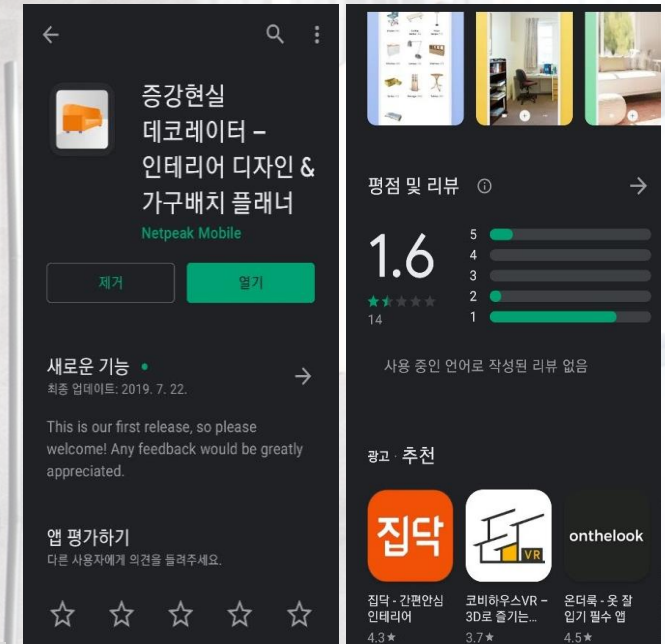 증강현실
데코레이터 –
인테리어 디자인 &
가구배치 플래너
Netpeak Mobile
제거
열기
새로운 기능
최종 업데이트: 2019. 7. 22.
This is our first release, so please
welcome! Any feedback would be greatly
appreciated.
앱 평가하기
다른 사용자에게 의견을 들려주세요.
평점 및 리뷰
1.6
14
5
4
3
2
1
사용 중인 언어로 작성된 리뷰 없음
광고 · 추천
집닥
VR
onthelook
집닥 - 간편안심
인테리어
4.3★
코비하우스VR –
3D로 즐기는...
3.7★
온더룩 - 옷 잘
입기 필수 앱
4.5★